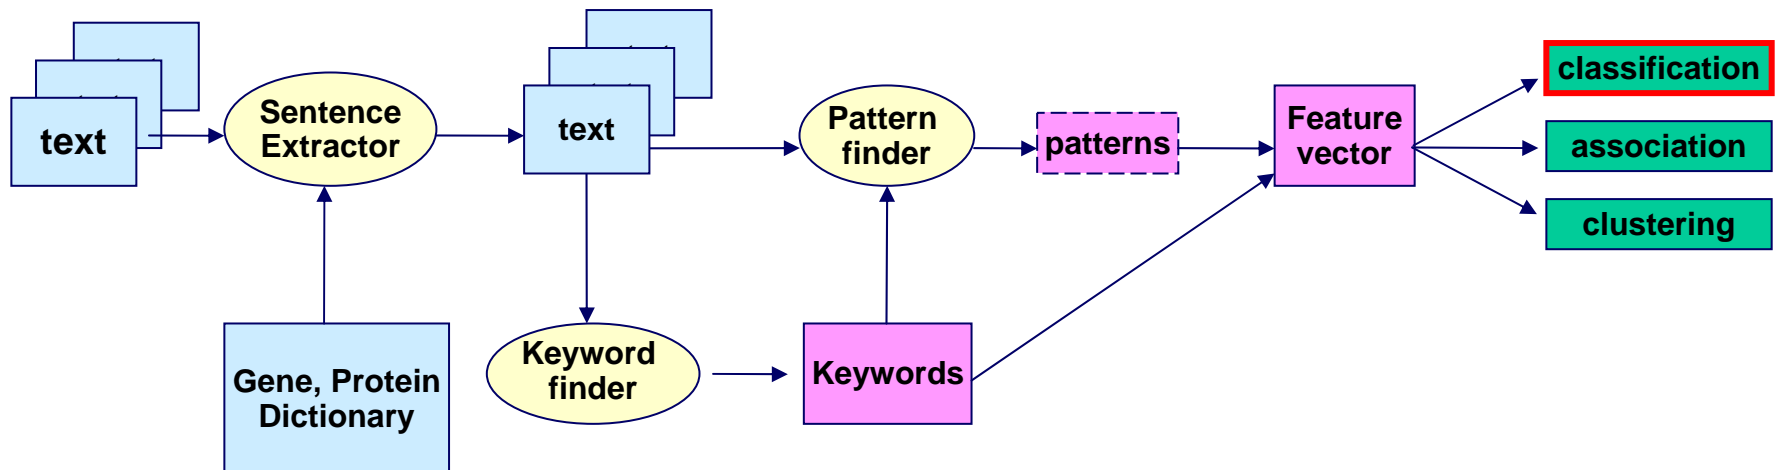 text
Sentence
Extractor
text
Pattern
finder
patterns
Feature
vector
classification
association
clustering
Gene, Protein
Dictionary
Keyword
finder
Keywords